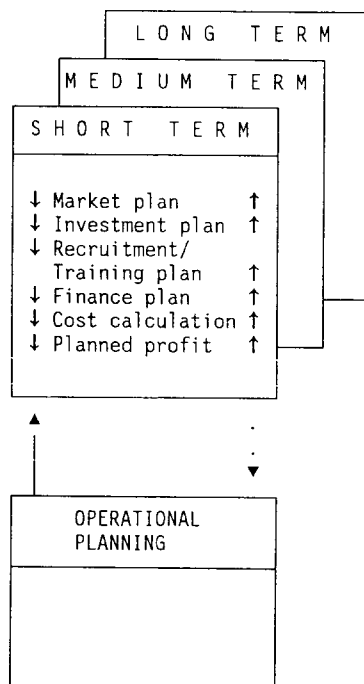 LONG TERM
MEDIUM TERM
SHORT TERM
↓ Market plan ↑
↓ Investment plan ↑
↓ Recruitment/
Training plan ↑
↓ Finance plan ↑
↓ Cost calculation ↑
↓ Planned profit ↑
OPERATIONAL
PLANNING